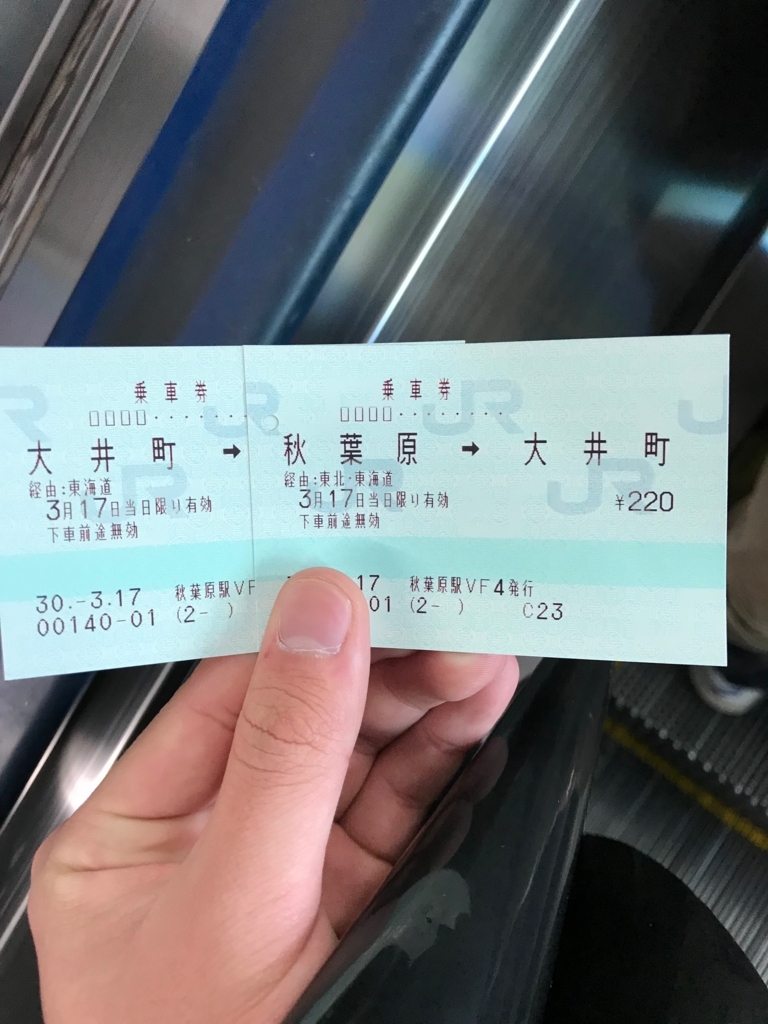 乗車券
□□□□・・・・・・・・
大井町 →
経由:東海道
3月17日当日限り有効
下車前途無効
30.-3.17 秋葉原駅VF
00140-01 (2- )
乗車券
□□□□・・・・・・・・
秋葉原 → 大井町
経由:東北・東海道
3月17日当日限り有効 ¥220
下車前途無効
17 秋葉原駅VF4発行
01 (2- ) C23
JR
JR
JR
JR